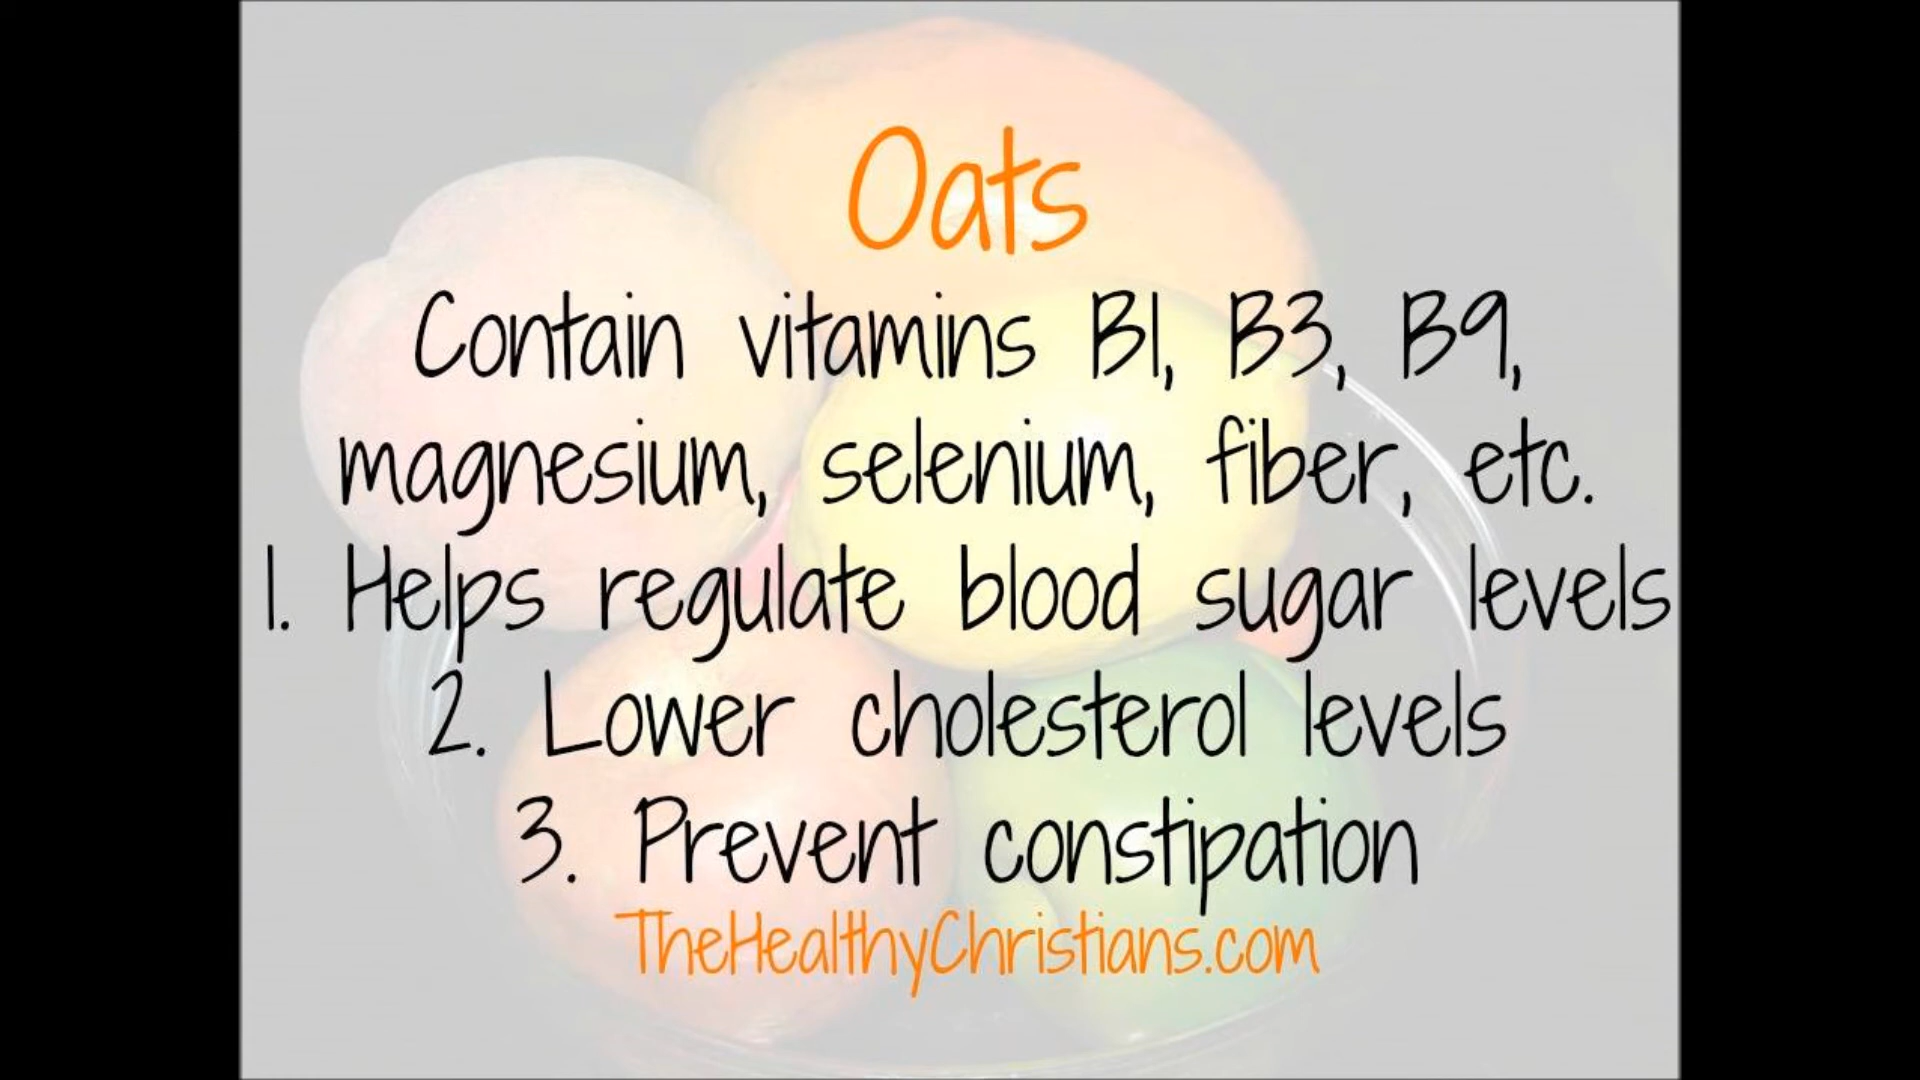 Oats
Contain vitamins B1, B3, B9,
magnesium, selenium, fiber, etc.
1. Helps regulate blood sugar levels
2. Lower cholesterol levels
3. Prevent constipation
TheHealthyChristians.com